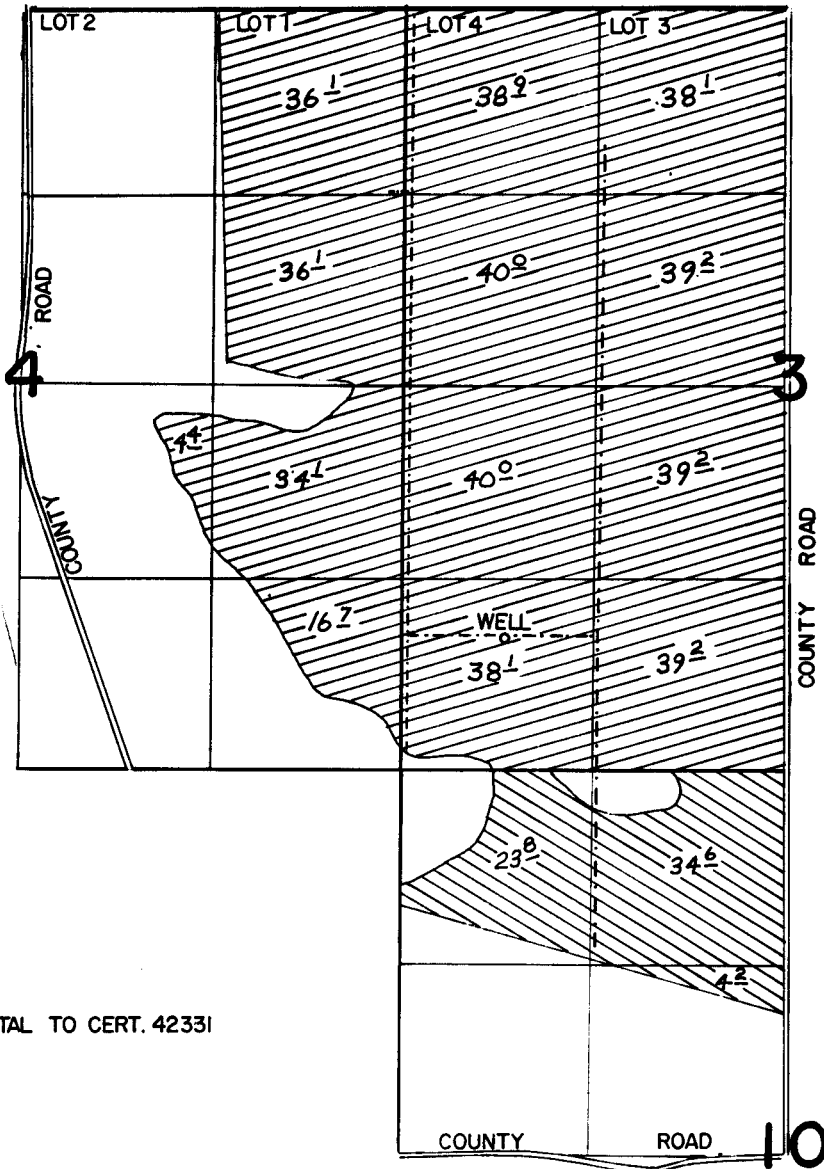 LOT 2 LOT 1 LOT 4 LOT 3
36.1 38.9 38.1
36.1 40.0 39.2
ROAD
4 3
4.4
34.1 40.0 39.2
COUNTY
COUNTY ROAD
16.7 WELL
38.1 39.2
23.8 34.6
4.2
TAL TO CERT. 42331
COUNTY ROAD 10